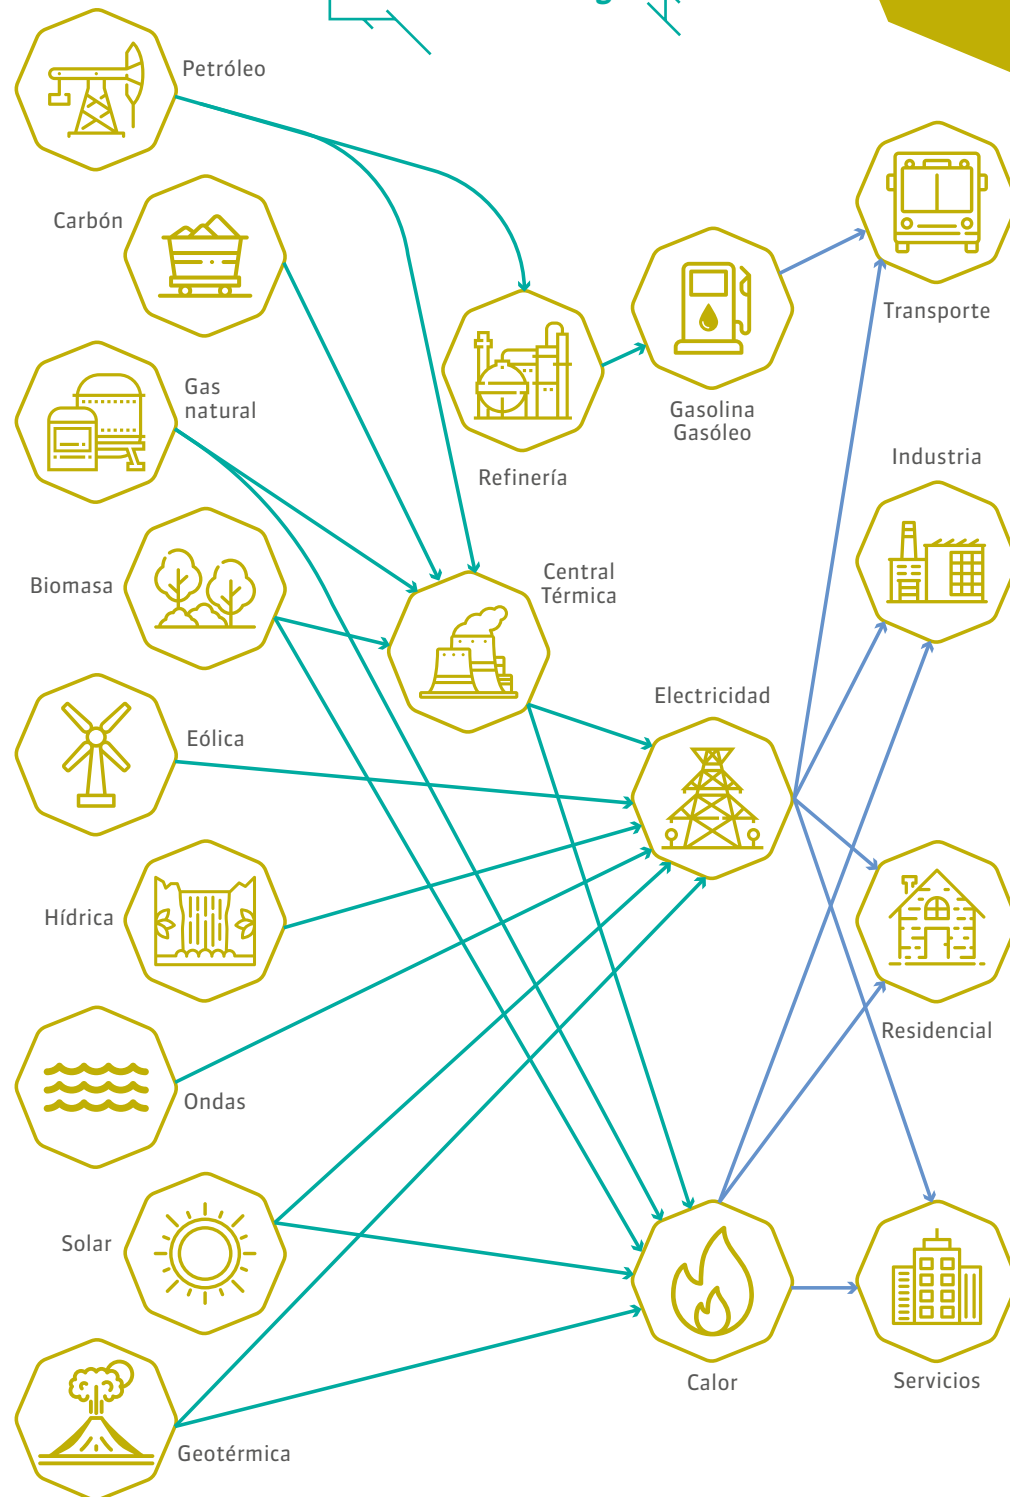 Petróleo
Carbón
Gas
natural
Biomasa
Eólica
Hídrica
Ondas
Solar
Geotérmica
Refinería
Central
Térmica
Gasolina
Gasóleo
Electricidad
Calor
Transporte
Industria
Residencial
Servicios